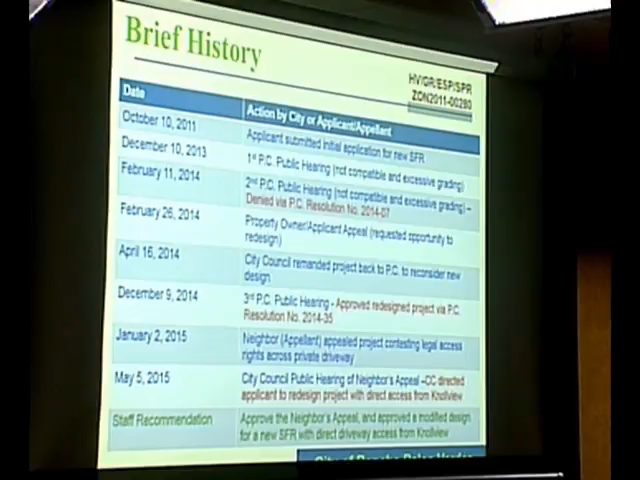 Brief History
HV/GR/ESP/SPR
ZON2011-00280
Date
Action by City or Applicant/Appellant
October 10, 2011
Applicant submitted initial application for new SFR
December 10, 2013
1st P.C. Public Hearing (not compatible and excessive grading)
February 11, 2014
2nd P.C. Public Hearing (not compatible and excessive grading) –
Denied via P.C. Resolution No. 2014-07
February 26, 2014
Property Owner/Applicant Appeal (requested opportunity to
redesign)
April 16, 2014
City Council remanded project back to P.C. to reconsider new
design
December 9, 2014
3rd P.C. Public Hearing - Approved redesigned project via P.C.
Resolution No. 2014-35
January 2, 2015
Neighbor (Appellant) appealed project contesting legal access
rights across private driveway
May 5, 2015
City Council Public Hearing of Neighbor's Appeal –CC directed
applicant to redesign project with direct access from Knollview
Staff Recommendation
Approve the Neighbor's Appeal, and approved a modified design
for a new SFR with direct driveway access from Knollview
City of Rancho Palos Verdes